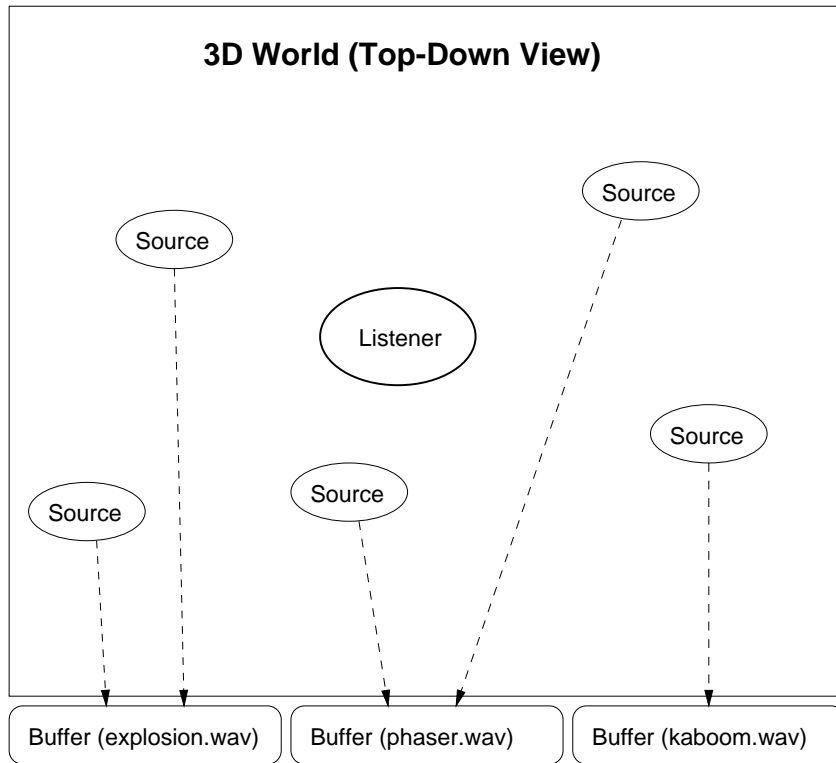 3D World (Top-Down View)
Source
Source
Listener
Source
Source
Source
Buffer (explosion.wav)
Buffer (phaser.wav)
Buffer (kaboom.wav)